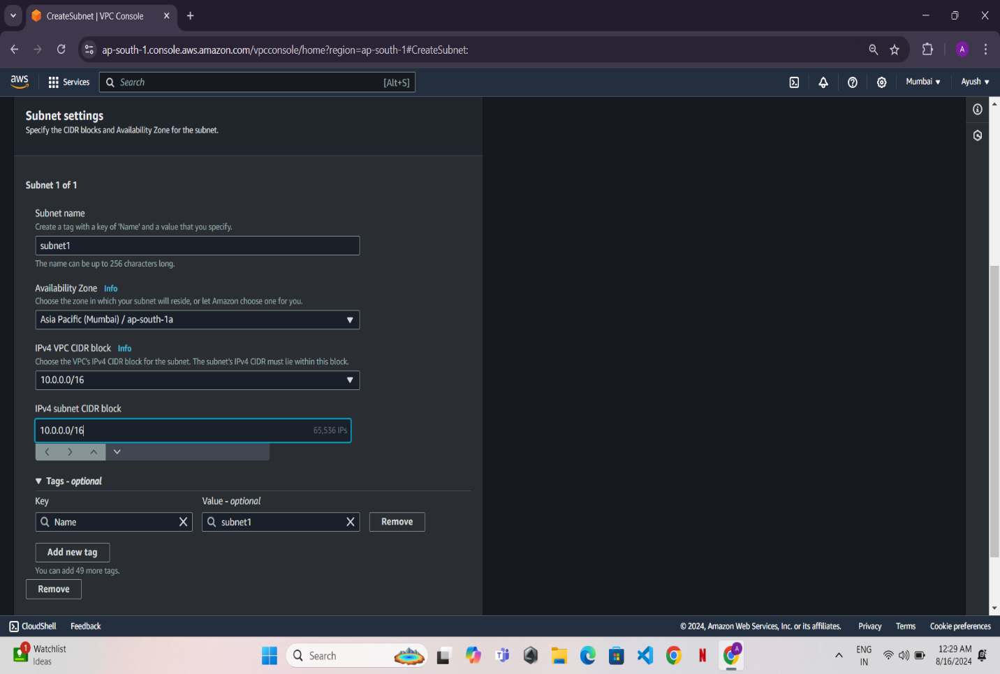 CreateSubnet | VPC Console
ap-south-1.console.aws.amazon.com/vpcconsole/home?region=ap-south-1#CreateSubnet:
A
aws
Services
Search
[Alt+S]
Mumbai
Ayush
Subnet settings
Specify the CIDR blocks and Availability Zone for the subnet.
Subnet 1 of 1
Subnet name
Create a tag with a key of 'Name' and a value that you specify.
subnet1
The name can be up to 256 characters long.
Availability Zone Info
Choose the zone in which your subnet will reside, or let Amazon choose one for you.
Asia Pacific (Mumbai) / ap-south-1a
IPv4 VPC CIDR block Info
Choose the VPC's IPv4 CIDR block for the subnet. The subnet's IPv4 CIDR must lie within this block.
10.0.0.0/16
IPv4 subnet CIDR block
10.0.0.0/16 65,536 IPs
Tags - optional
Key Value - optional
Name subnet1 Remove
Add new tag
You can add 49 more tags.
Remove
CloudShell Feedback © 2024, Amazon Web Services, Inc. or its affiliates. Privacy Terms Cookie preferences
1
Watchlist
Ideas
Search
N
A
ENG
IN
12:29 AM
8/16/2024